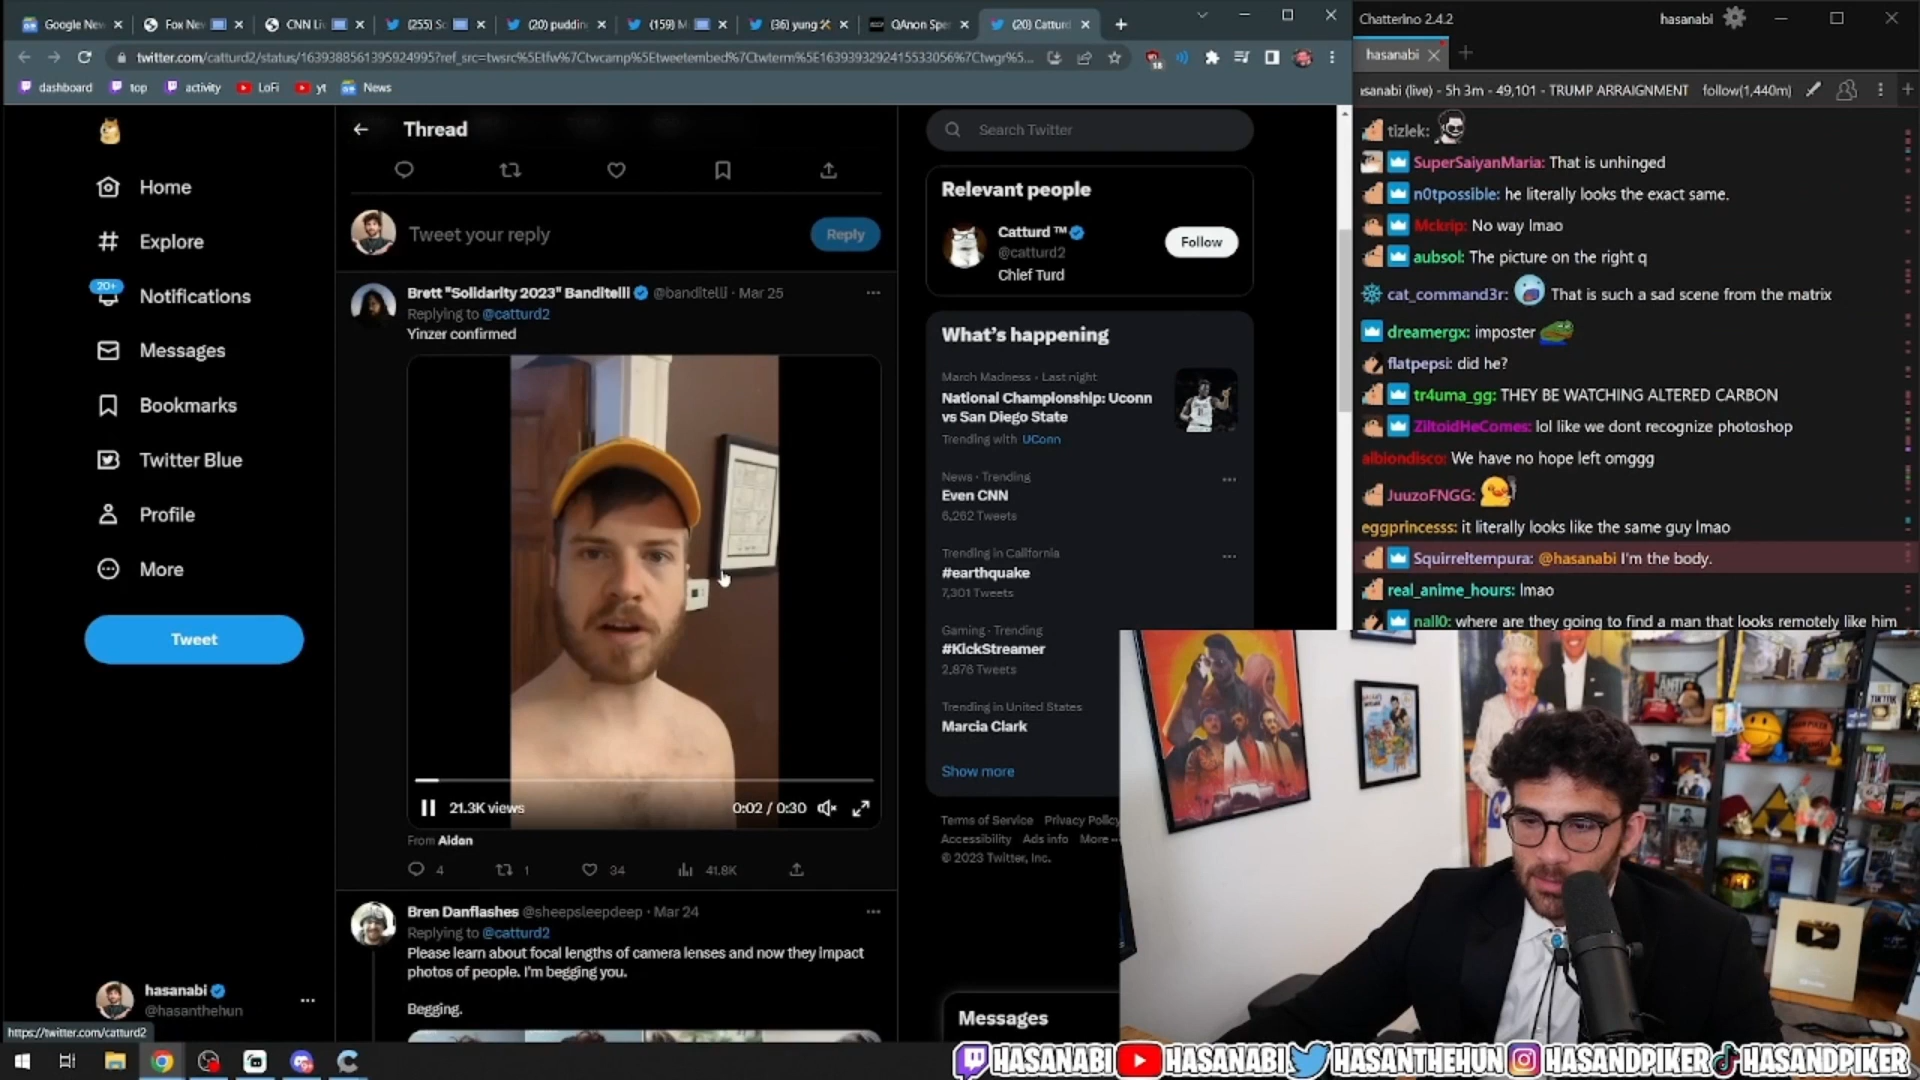 Google New
Fox Nev
CNN Li
(255) S
(20) puddin
(159) M
(36) yung
QAnon Spe
(20) Catturd
twitter.com/catturd2/status/1639388561395924995?ref_src=twsrc%5Etfw%7Ctwcamp%5Etweetembed%7Ctwterm%5E1639393292415533056%7Ctwgr%5...
dashboard
top
activity
LoFi
yt
News
Home
Explore
20+
Notifications
Messages
Bookmarks
Twitter Blue
Profile
More
Tweet
hasanabi
@hasanthehun
https://twitter.com/catturd2
Thread
Tweet your reply
Reply
Brett "Solidarity 2023" Banditelli @banditelli · Mar 25
Replying to @catturd2
Yinzer confirmed
21.3K views
0:02 / 0:30
From Aidan
4
1
34
41.8K
Bren Danflashes @sheepsleepdeep · Mar 24
Replying to @catturd2
Please learn about focal lengths of camera lenses and now they impact
photos of people. I'm begging you.
Begging.
Search Twitter
Relevant people
Catturd ™
@catturd2
Chief Turd
Follow
What's happening
March Madness · Last night
National Championship: Uconn
vs San Diego State
Trending with UConn
News · Trending
Even CNN
6,262 Tweets
Trending in California
#earthquake
7,301 Tweets
Gaming · Trending
#KickStreamer
2,876 Tweets
Trending in United States
Marcia Clark
Show more
Terms of Service Privacy Policy
Accessibility Ads info More
© 2023 Twitter, Inc.
Messages
Chatterino 2.4.2
hasanabi
hasanabi
asanabi (live) - 5h 3m - 49,101 - TRUMP ARRAIGNMENT follow(1,440m)
tizlek:
SuperSaiyanMaria: That is unhinged
n0tpossible: he literally looks the exact same.
Mckrip: No way lmao
aubsol: The picture on the right q
cat_command3r: That is such a sad scene from the matrix
dreamergx: imposter
flatpepsi: did he?
tr4uma_gg: THEY BE WATCHING ALTERED CARBON
ZiltoidHeComes: lol like we dont recognize photoshop
albiondisco: We have no hope left omggg
JuuzoFNGG:
eggprincesss: it literally looks like the same guy lmao
Squirreltempura: @hasanabi I'm the body.
real_anime_hours: lmao
nall0: where are they going to find a man that looks remotely like him
HASANABI
HASANABI
HASANTHEHUN
HASANDPIKER
HASANDPIKER